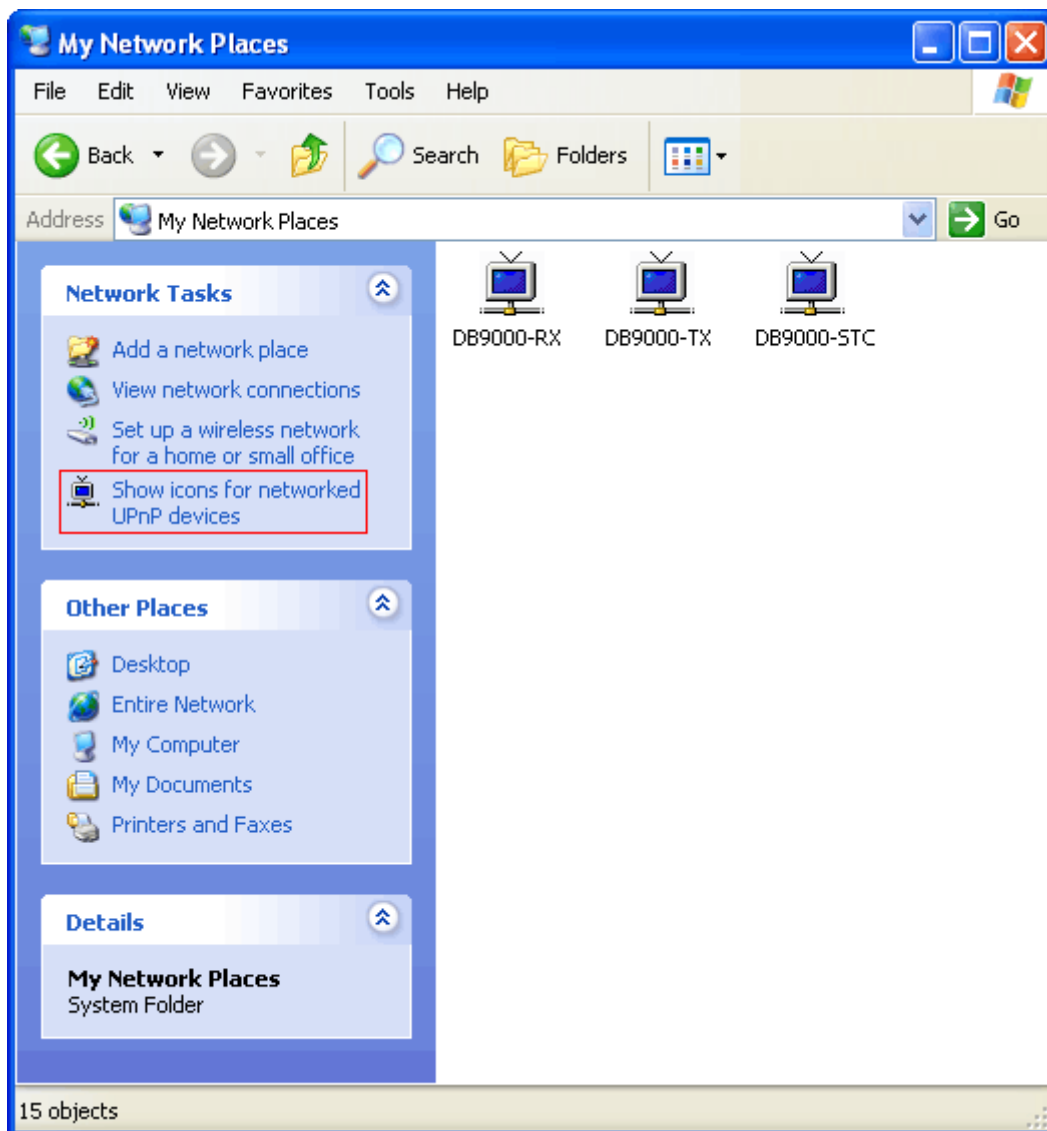 My Network Places
File Edit View Favorites Tools Help
Back Search Folders
Address My Network Places Go
Network Tasks
Add a network place
View network connections
Set up a wireless network
for a home or small office
Show icons for networked
UPnP devices
Other Places
Desktop
Entire Network
My Computer
My Documents
Printers and Faxes
Details
My Network Places
System Folder
DB9000-RX DB9000-TX DB9000-STC
15 objects